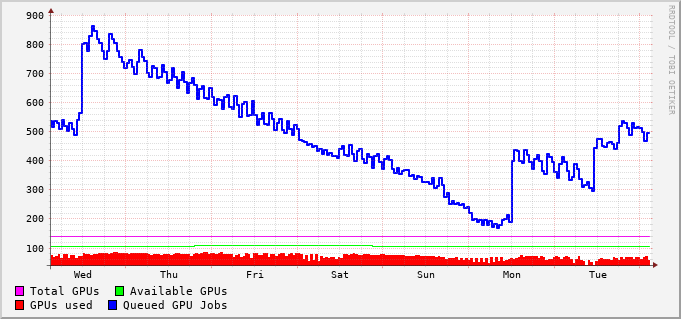 900
800
700
600
500
400
300
200
100
Wed Thu Fri Sat Sun Mon Tue
RRDTOOL / TOBI OETIKER
Total GPUs Available GPUs
GPUs used Queued GPU Jobs